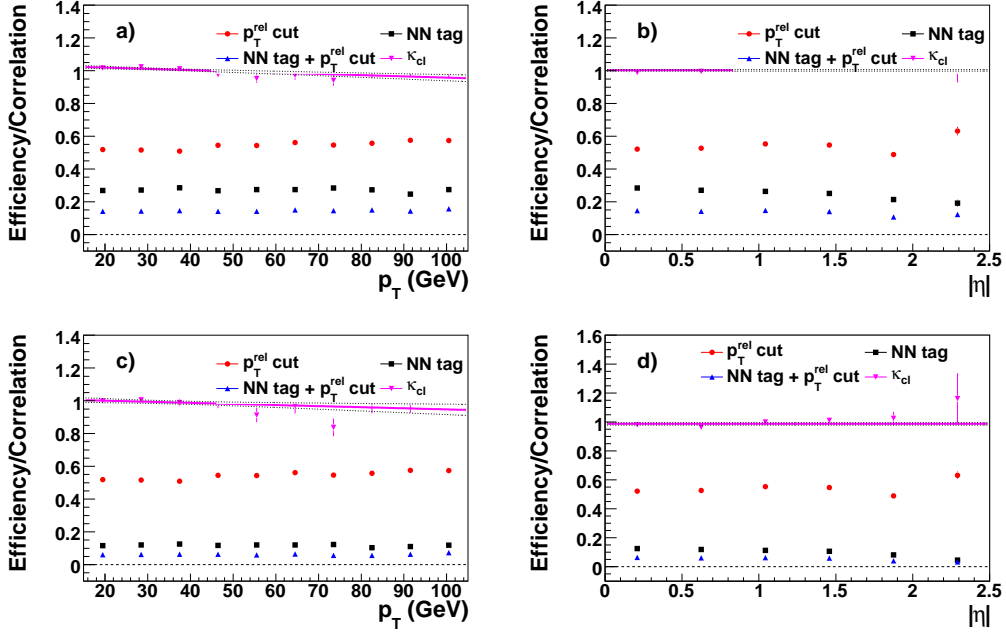 a)
p_T^rel cut
NN tag
NN tag + p_T^rel cut
κ_cl
Efficiency/Correlation
1.4
1.2
1
0.8
0.6
0.4
0.2
0
20 30 40 50 60 70 80 90 100
p_T (GeV)
b)
p_T^rel cut
NN tag
NN tag + p_T^rel cut
κ_cl
Efficiency/Correlation
1.4
1.2
1
0.8
0.6
0.4
0.2
0
0 0.5 1 1.5 2 2.5
|η|
c)
p_T^rel cut
NN tag
NN tag + p_T^rel cut
κ_cl
Efficiency/Correlation
1.4
1.2
1
0.8
0.6
0.4
0.2
0
20 30 40 50 60 70 80 90 100
p_T (GeV)
d)
p_T^rel cut
NN tag
NN tag + p_T^rel cut
κ_cl
Efficiency/Correlation
1.6
1.4
1.2
1
0.8
0.6
0.4
0.2
0
0 0.5 1 1.5 2 2.5
|η|